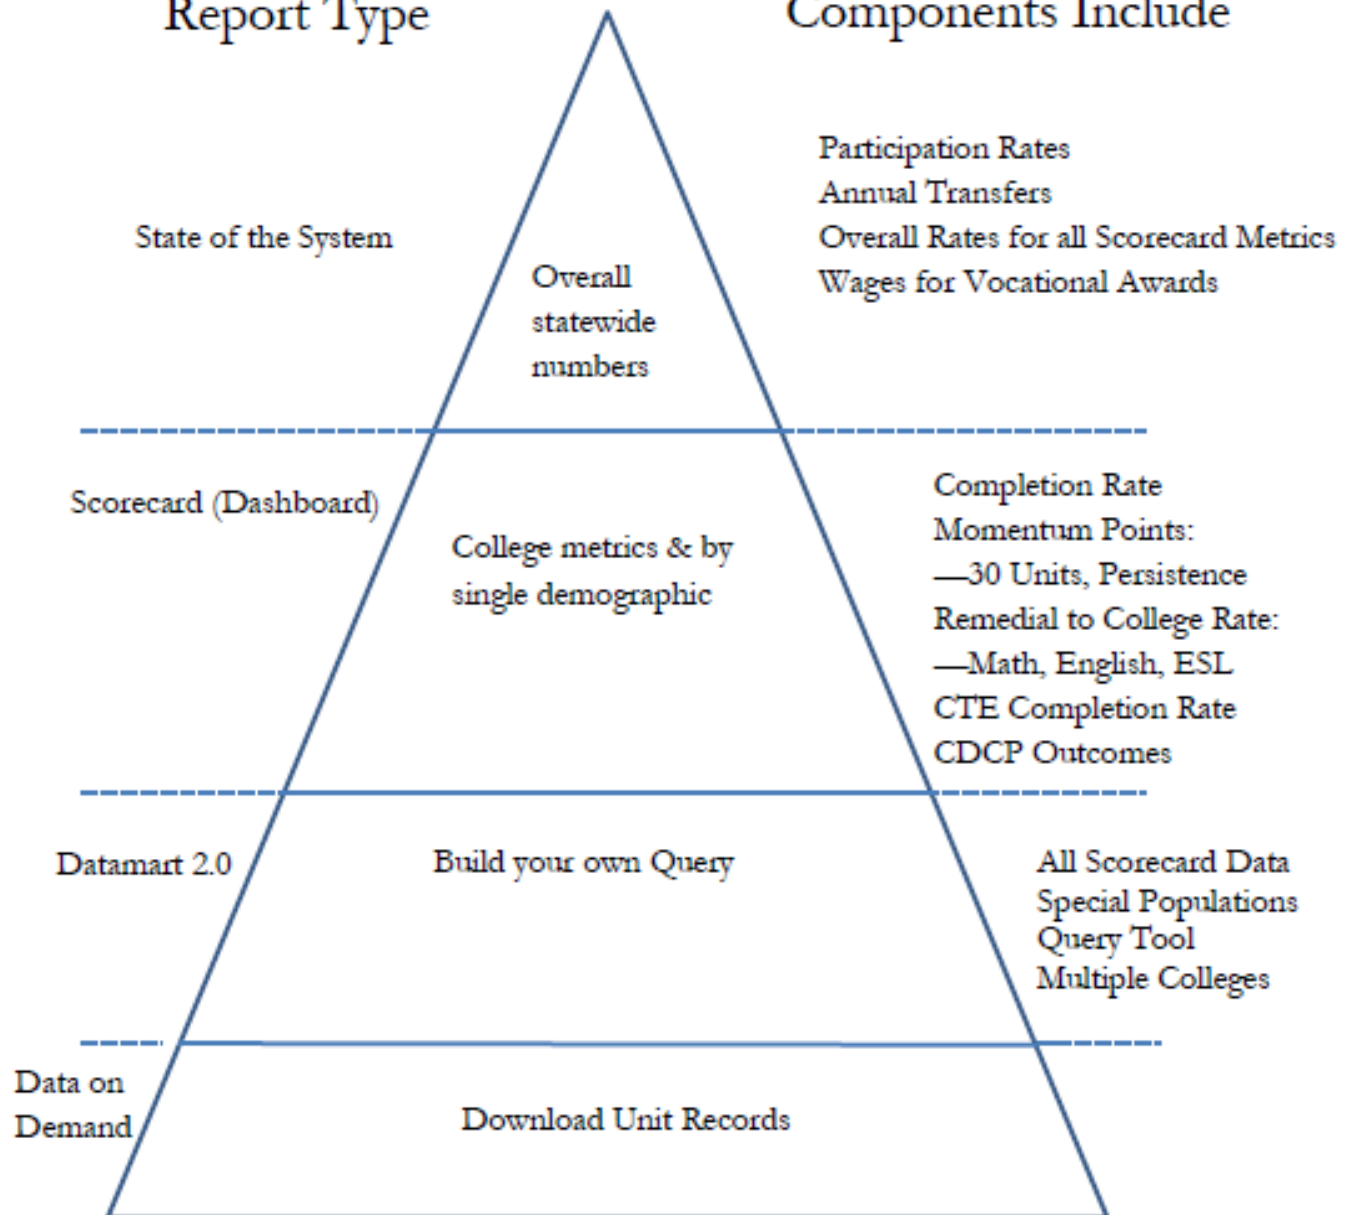 Report Type
Components Include
State of the System
Overall
statewide
numbers
Participation Rates
Annual Transfers
Overall Rates for all Scorecard Metrics
Wages for Vocational Awards
Scorecard (Dashboard)
College metrics & by
single demographic
Completion Rate
Momentum Points:
—30 Units, Persistence
Remedial to College Rate:
—Math, English, ESL
CTE Completion Rate
CDCP Outcomes
Datamart 2.0
Build your own Query
All Scorecard Data
Special Populations
Query Tool
Multiple Colleges
Data on
Demand
Download Unit Records